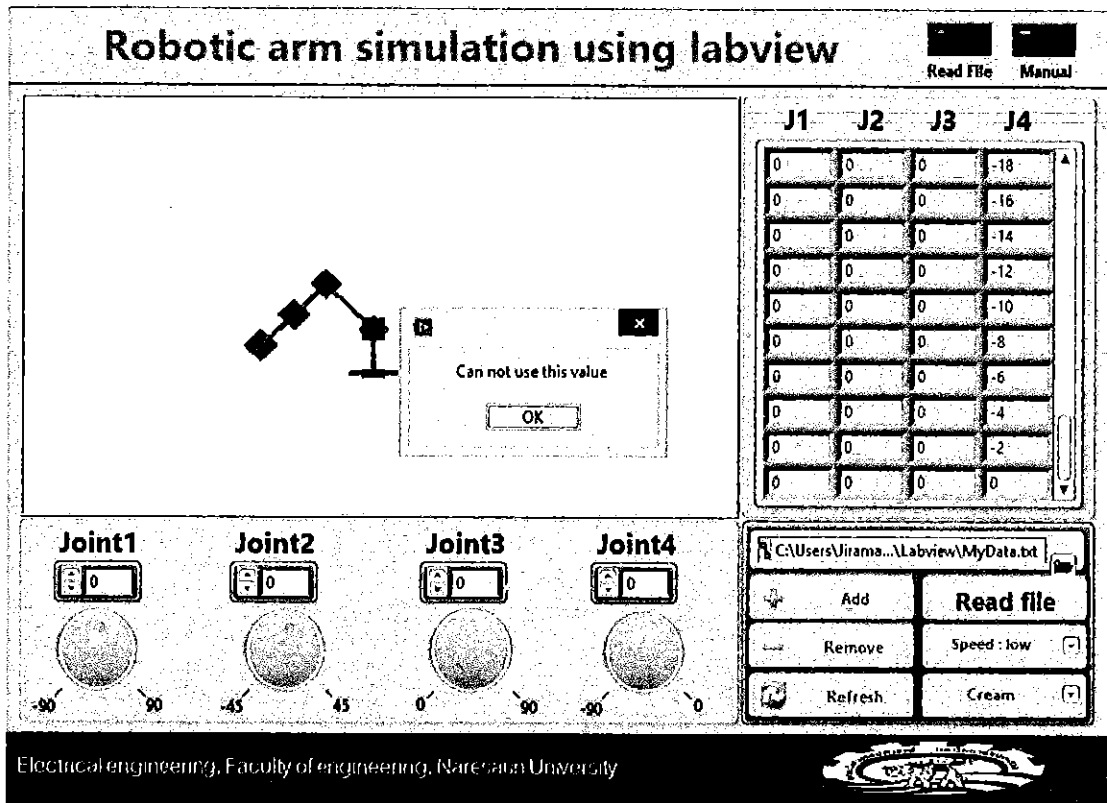 Robotic arm simulation using labview
Read File Manual
J1 J2 J3 J4
0 0 0 -18
0 0 0 -16
0 0 0 -14
0 0 0 -12
0 0 0 -10
0 0 0 -8
0 0 0 -6
0 0 0 -4
0 0 0 -2
0 0 0 0
Can not use this value
OK
Joint1 Joint2 Joint3 Joint4
0 0 0 0
-90 90 -45 45 0 90 -90 0
C:\Users\Jirama...\Labview\MyData.txt
Add Read file
Remove Speed : low
Refresh Cream
Electrical engineering, Faculty of engineering, Naresaun University